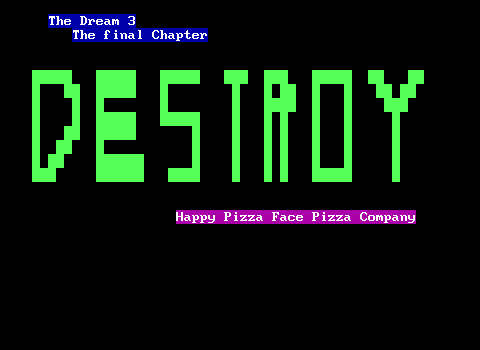 The Dream 3
The final Chapter
DESTROY
Happy Pizza Face Pizza Company